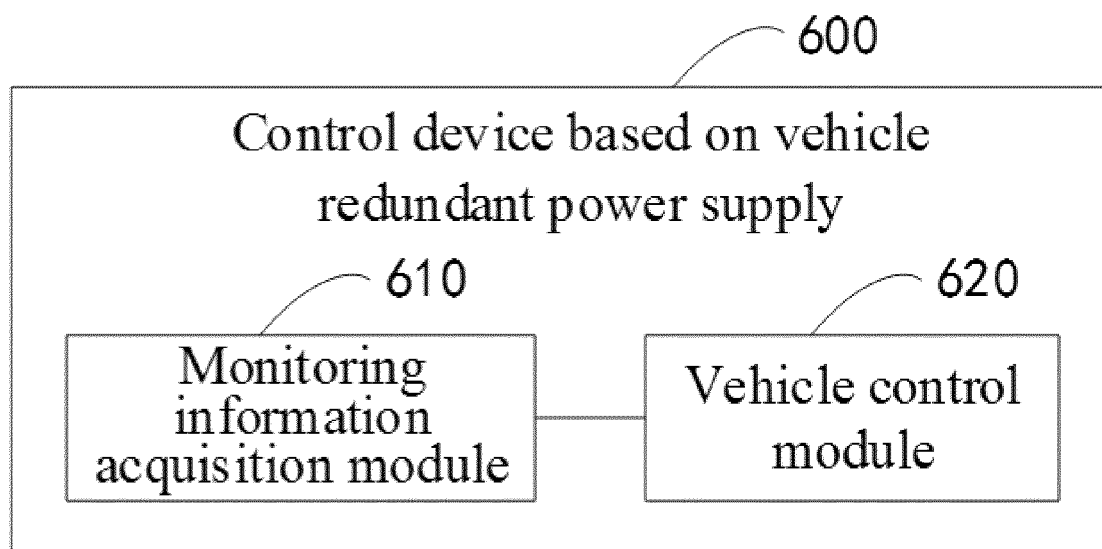 600
Control device based on vehicle
redundant power supply
610
620
Monitoring
information
acquisition module
Vehicle control
module